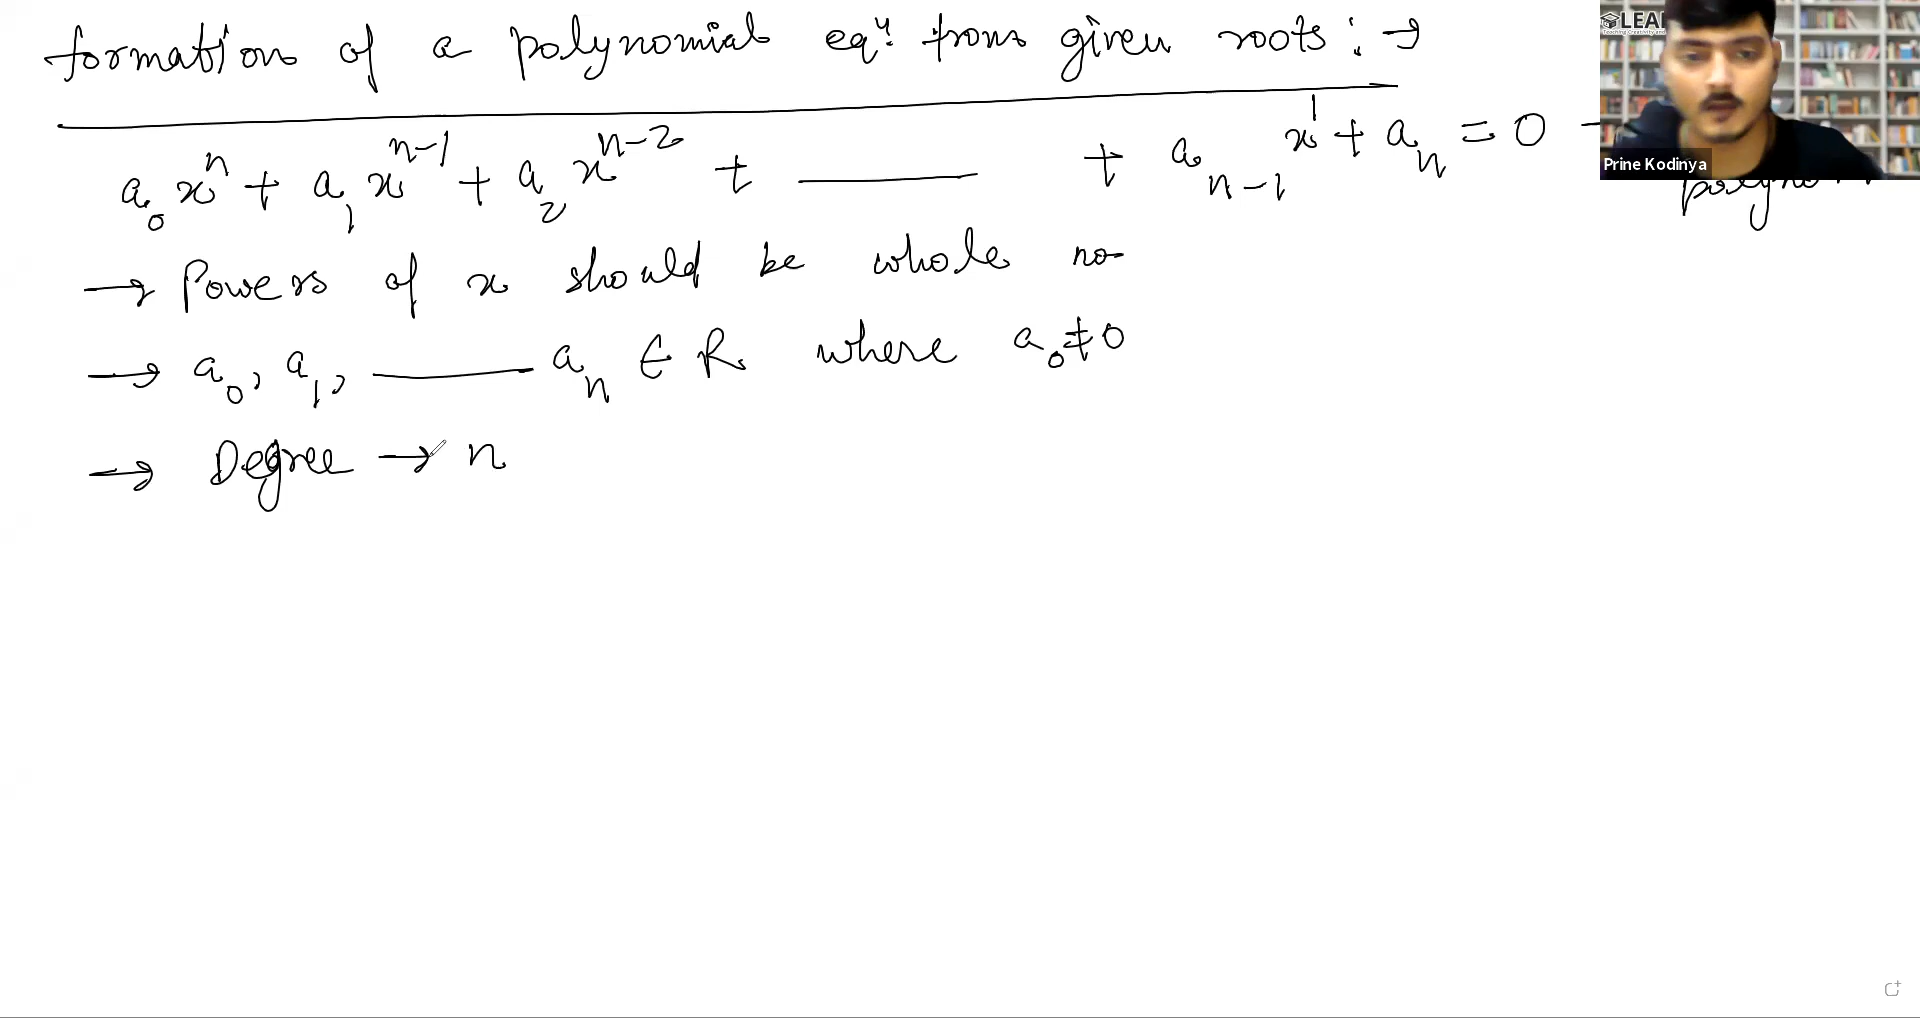 formation of a polynomial eqn. from given roots : →
a₀xⁿ + a₁xⁿ⁻¹ + a₂xⁿ⁻² + ——— + aₙ₋₁x¹ + aₙ = 0 -
→ Powers of x should be whole no-
→ a₀, a₁, ——— aₙ ∈ R where a₀ ≠ 0
→ Degree → n
LEA
Prine Kodinya